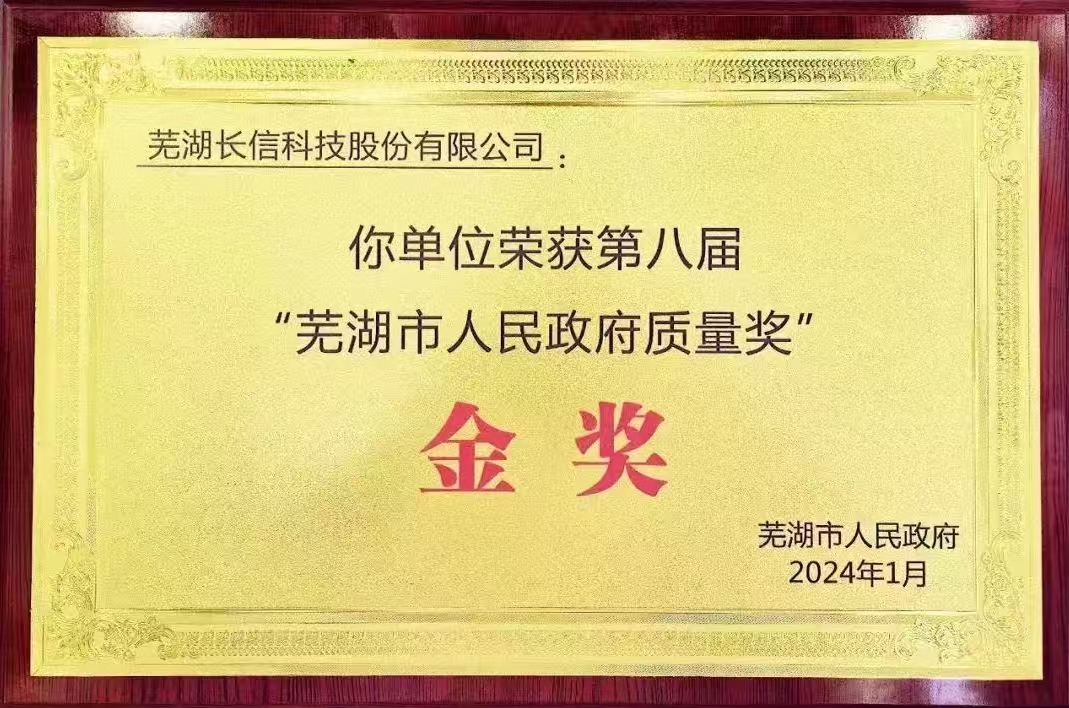 芜湖长信科技股份有限公司：
你单位荣获第八届
“芜湖市人民政府质量奖”
金奖
芜湖市人民政府
2024年1月